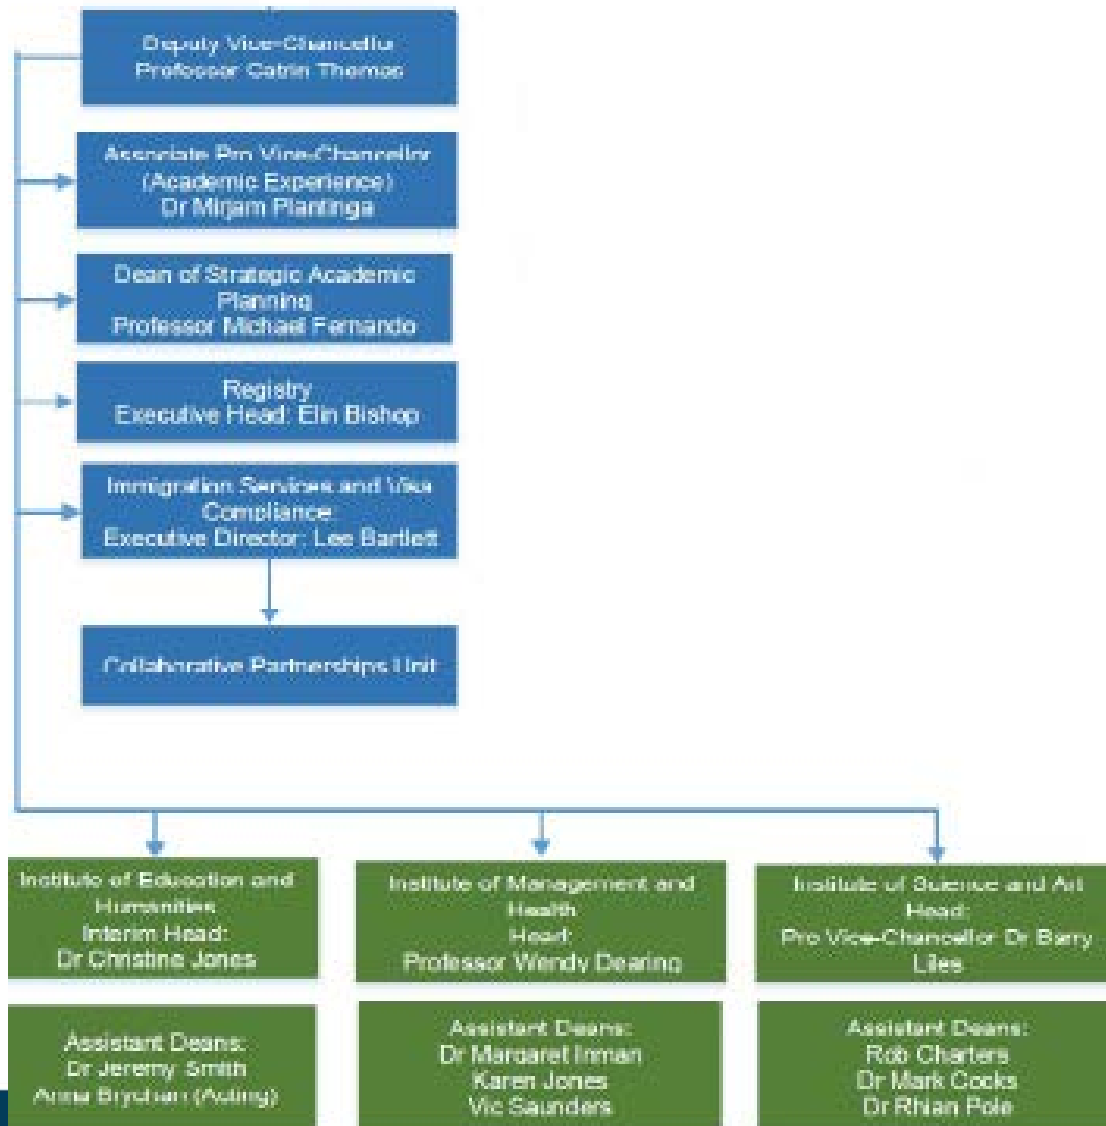 Deputy Vice-Chancellor
Professor Catrin Thomas
Associate Pro Vice-Chancellor
(Academic Experience)
Dr Mirjam Plantinga
Dean of Strategic Academic
Planning
Professor Michael Fernando
Registry
Executive Head: Elin Bishop
Immigration Services and Visa
Compliance:
Executive Director: Lee Bartlett
Collaborative Partnerships Unit
Institute of Education and
Humanities
Interim Head:
Dr Christine Jones
Institute of Management and
Health
Head:
Professor Wendy Dearing
Institute of Science and Art
Head:
Pro Vice-Chancellor Dr Barry
Liles
Assistant Deans:
Dr Jeremy Smith
Anna Brychan (Acting)
Assistant Deans:
Dr Margaret Inman
Karen Jones
Vic Saunders
Assistant Deans:
Rob Charters
Dr Mark Cocks
Dr Rhian Pole